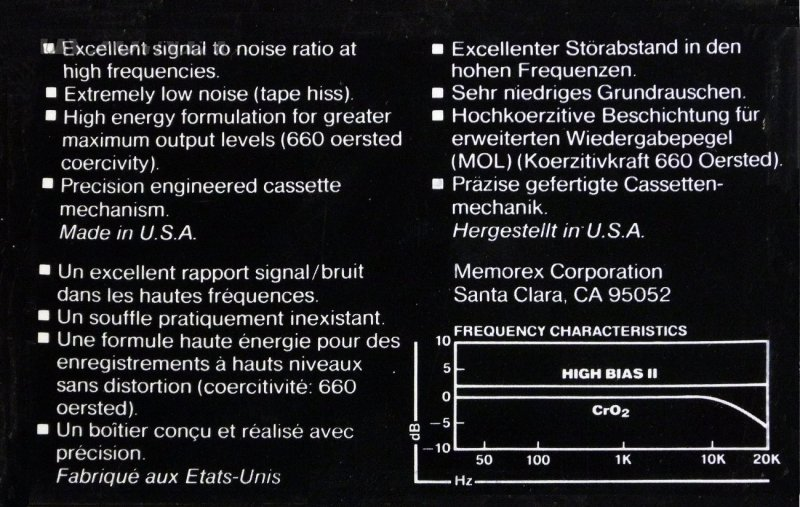 ■ Excellent signal to noise ratio at
high frequencies.
■ Extremely low noise (tape hiss).
■ High energy formulation for greater
maximum output levels (660 oersted
coercivity).
■ Precision engineered cassette
mechanism.
Made in U.S.A.
■ Un excellent rapport signal/bruit
dans les hautes fréquences.
■ Un souffle pratiquement inexistant.
■ Une formule haute énergie pour des
enregistrements à hauts niveaux
sans distortion (coercitivité: 660
oersted).
■ Un boîtier conçu et réalisé avec
précision.
Fabriqué aux Etats-Unis
■ Excellenter Störabstand in den
hohen Frequenzen.
■ Sehr niedriges Grundrauschen.
■ Hochkoerzitive Beschichtung für
erweiterten Wiedergabepegel
(MOL) (Koerzitivkraft 660 Oersted).
■ Präzise gefertigte Cassetten-
mechanik.
Hergestellt in U.S.A.
Memorex Corporation
Santa Clara, CA 95052
FREQUENCY CHARACTERISTICS
10
5
0
-5
-10
dB
HIGH BIAS II
CrO2
50 100 1K 10K 20K
Hz